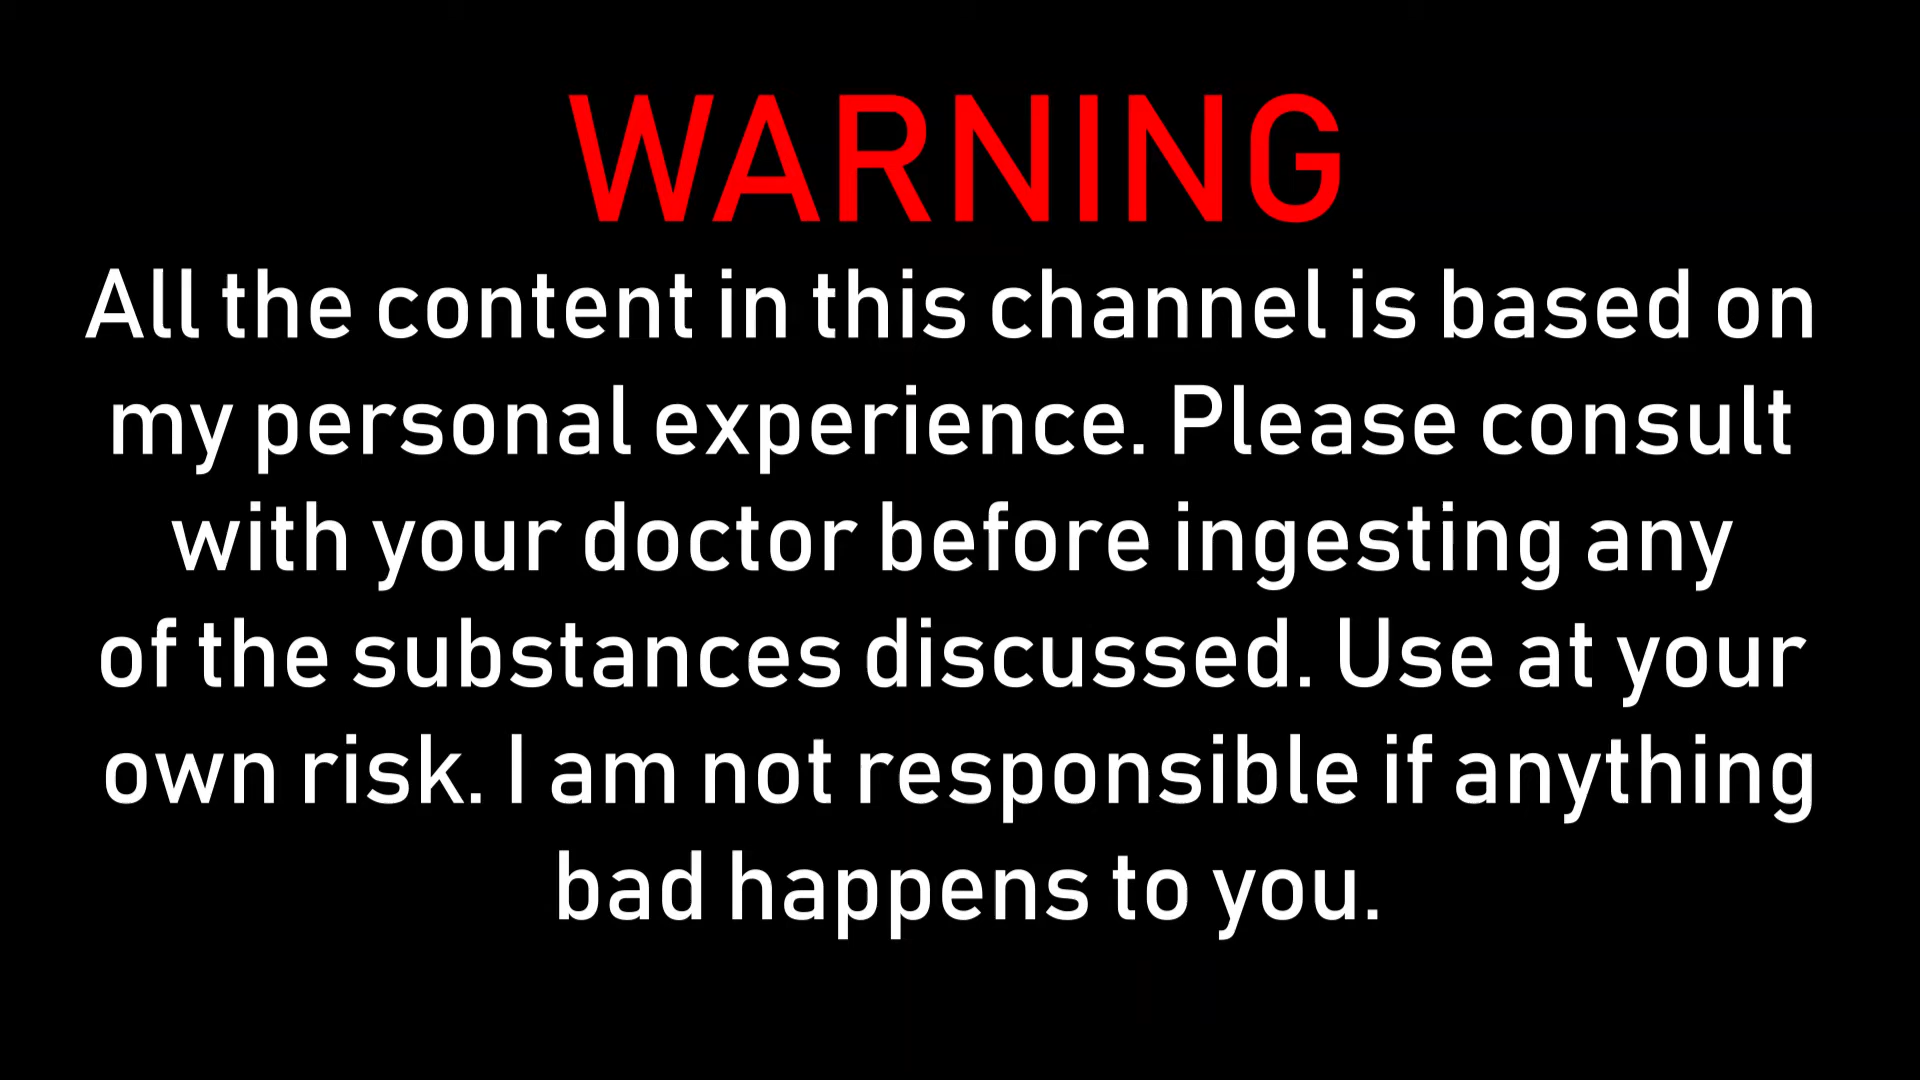 WARNING
All the content in this channel is based on
my personal experience. Please consult
with your doctor before ingesting any
of the substances discussed. Use at your
own risk. I am not responsible if anything
bad happens to you.